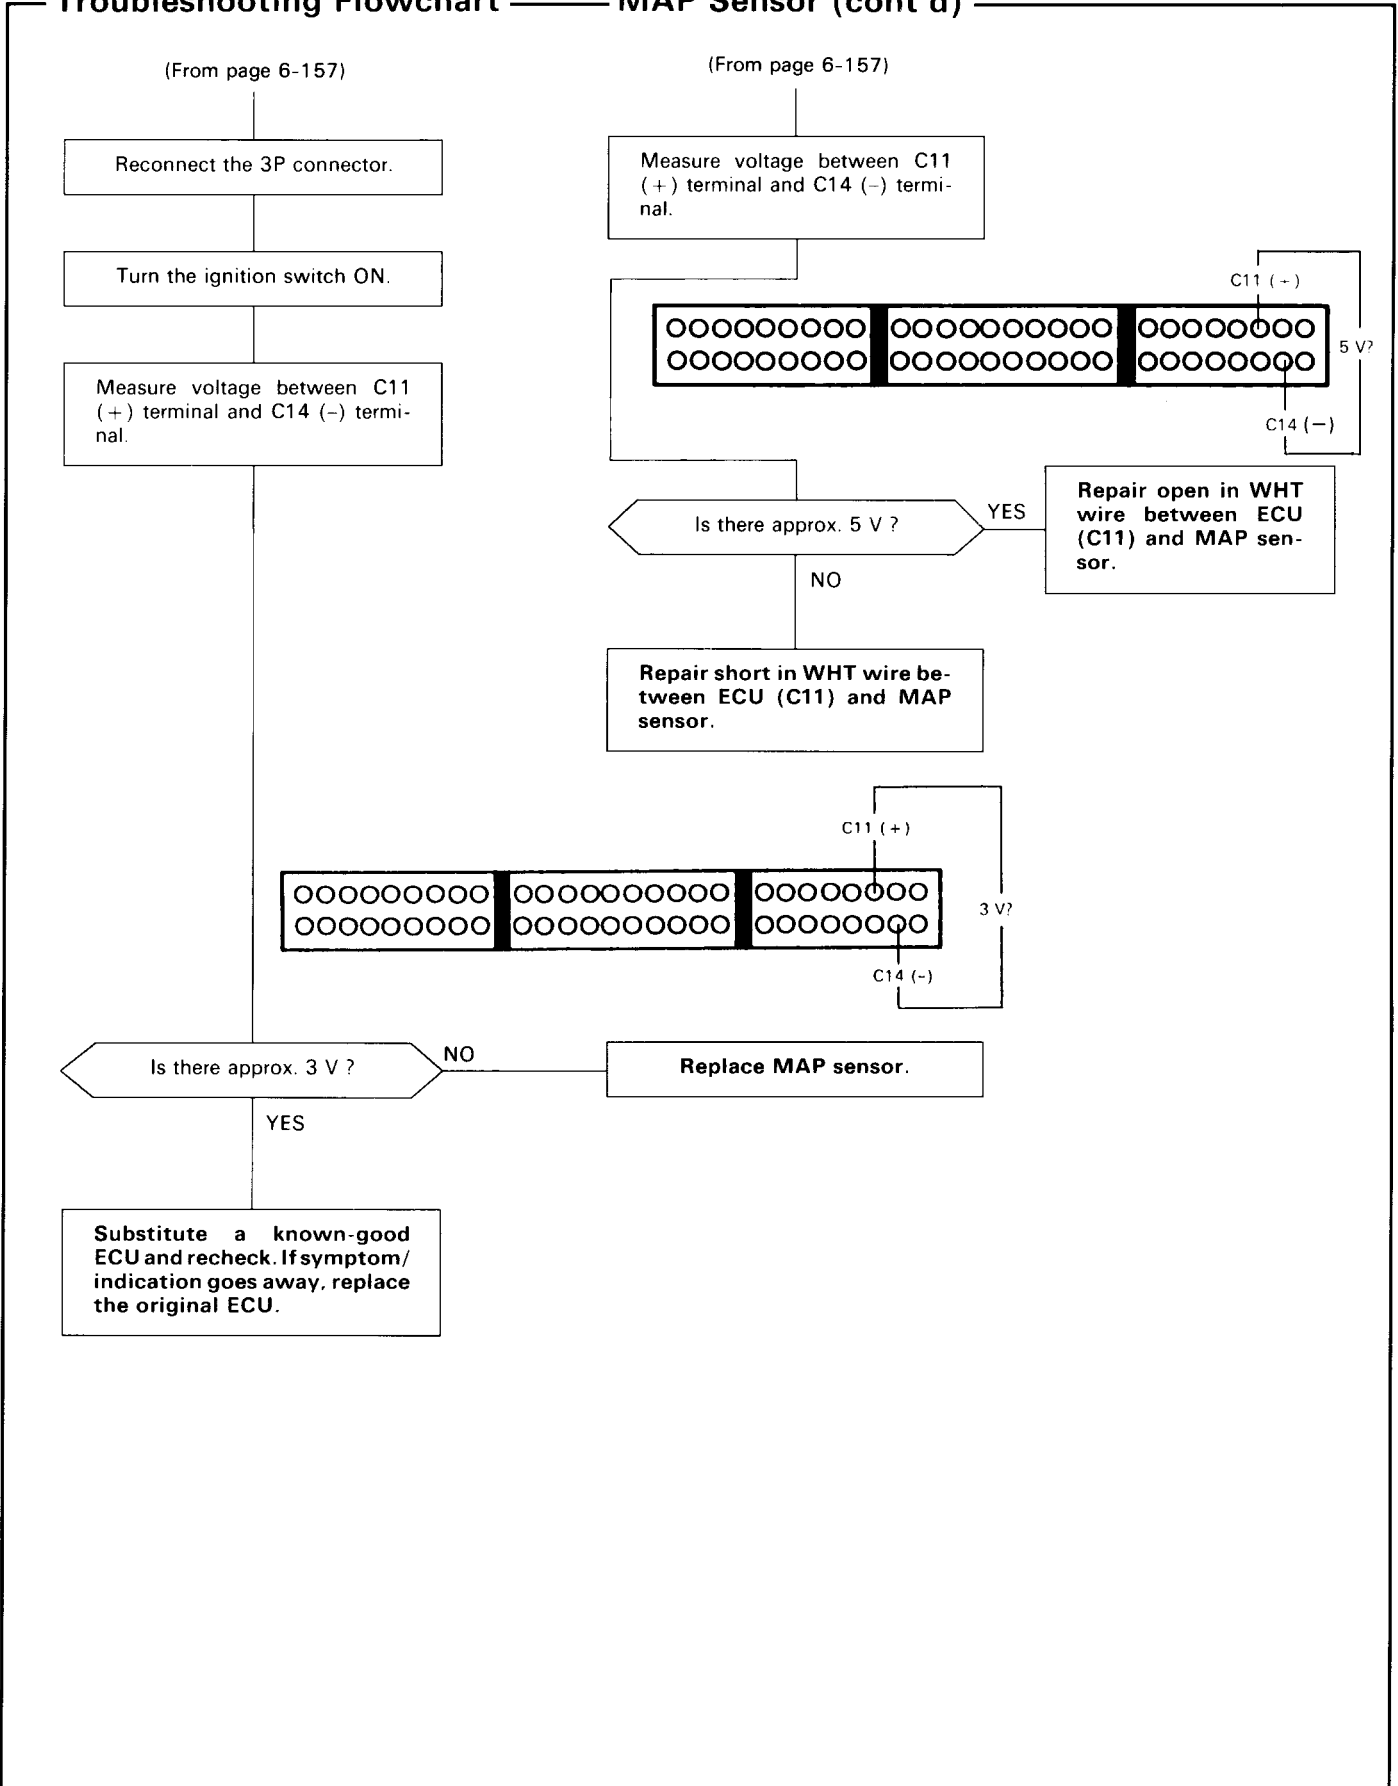 Troubleshooting Flowchart — MAP Sensor (cont'd)
(From page 6-157)
Reconnect the 3P connector.
Turn the ignition switch ON.
Measure voltage between C11
(+) terminal and C14 (−) termi-
nal.
(From page 6-157)
Measure voltage between C11
(+) terminal and C14 (−) termi-
nal.
C11 (+)
5 V?
C14 (−)
Is there approx. 5 V ?
YES
Repair open in WHT
wire between ECU
(C11) and MAP sen-
sor.
NO
Repair short in WHT wire be-
tween ECU (C11) and MAP
sensor.
C11 (+)
3 V?
C14 (−)
Is there approx. 3 V ?
NO
Replace MAP sensor.
YES
Substitute a known-good
ECU and recheck. If symptom/
indication goes away, replace
the original ECU.